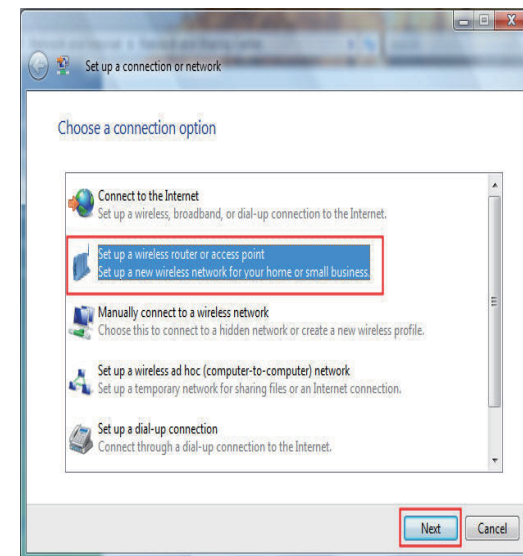 Set up a connection or network
Choose a connection option
Connect to the Internet
Set up a wireless, broadband, or dial-up connection to the Internet.
Set up a wireless router or access point
Set up a new wireless network for your home or small business.
Manually connect to a wireless network
Choose this to connect to a hidden network or create a new wireless profile.
Set up a wireless ad hoc (computer-to-computer) network
Set up a temporary network for sharing files or an Internet connection.
Set up a dial-up connection
Connect through a dial-up connection to the Internet.
Next
Cancel